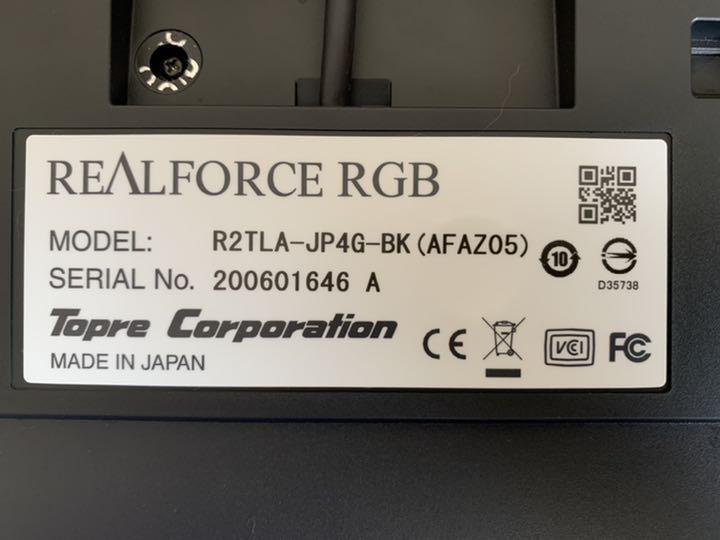 REALFORCE RGB
MODEL: R2TLA-JP4G-BK(AFAZ05)
SERIAL No. 200601646 A
10
D35738
Topre Corporation
MADE IN JAPAN
CE
VCI
FC